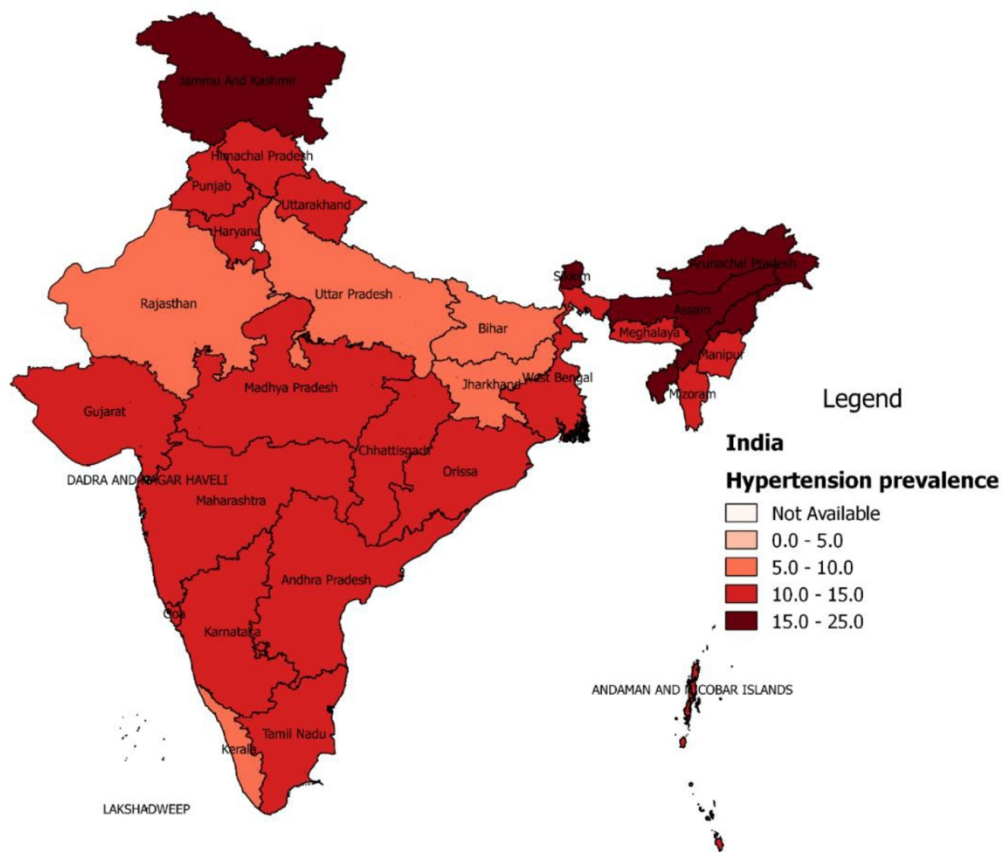 Jammu And Kashmir
Himachal Pradesh
Punjab
Uttarakhand
Haryana
Rajasthan
Uttar Pradesh
Bihar
Sikkim
Arunachal Pradesh
Assam
Meghalaya
Manipur
Mizoram
Jharkhand
West Bengal
Madhya Pradesh
Gujarat
Chhattisgarh
Orissa
DADRA AND NAGAR HAVELI
Maharashtra
Andhra Pradesh
Goa
Karnataka
Tamil Nadu
Kerala
LAKSHADWEEP
ANDAMAN AND NICOBAR ISLANDS
Legend
India
Hypertension prevalence
Not Available
0.0 - 5.0
5.0 - 10.0
10.0 - 15.0
15.0 - 25.0